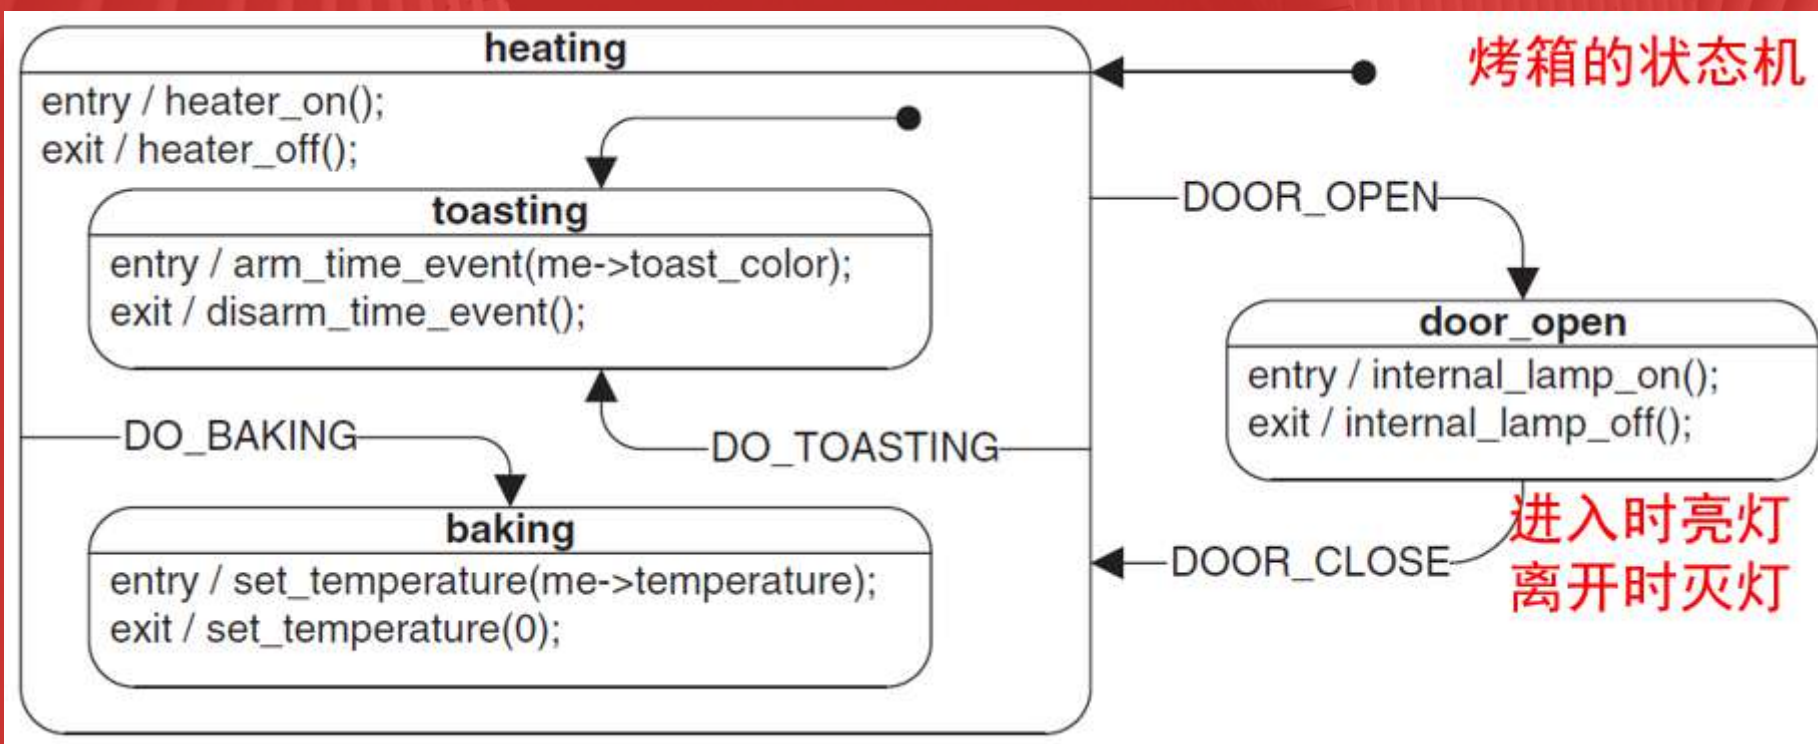 heating
烤箱的状态机
entry / heater_on();
exit / heater_off();
toasting
entry / arm_time_event(me->toast_color);
exit / disarm_time_event();
DOOR_OPEN
door_open
entry / internal_lamp_on();
exit / internal_lamp_off();
DO_BAKING
DO_TOASTING
baking
entry / set_temperature(me->temperature);
exit / set_temperature(0);
DOOR_CLOSE
进入时亮灯
离开时灭灯